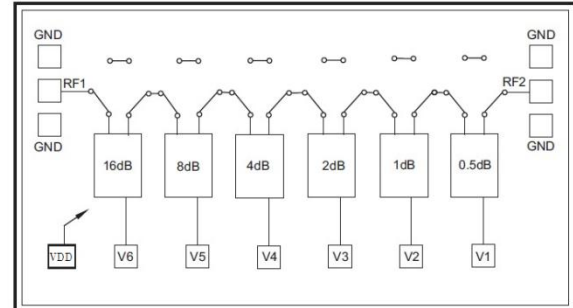 GND GND
RF1 RF2
GND GND
16dB 8dB 4dB 2dB 1dB 0.5dB
VDD V6 V5 V4 V3 V2 V1